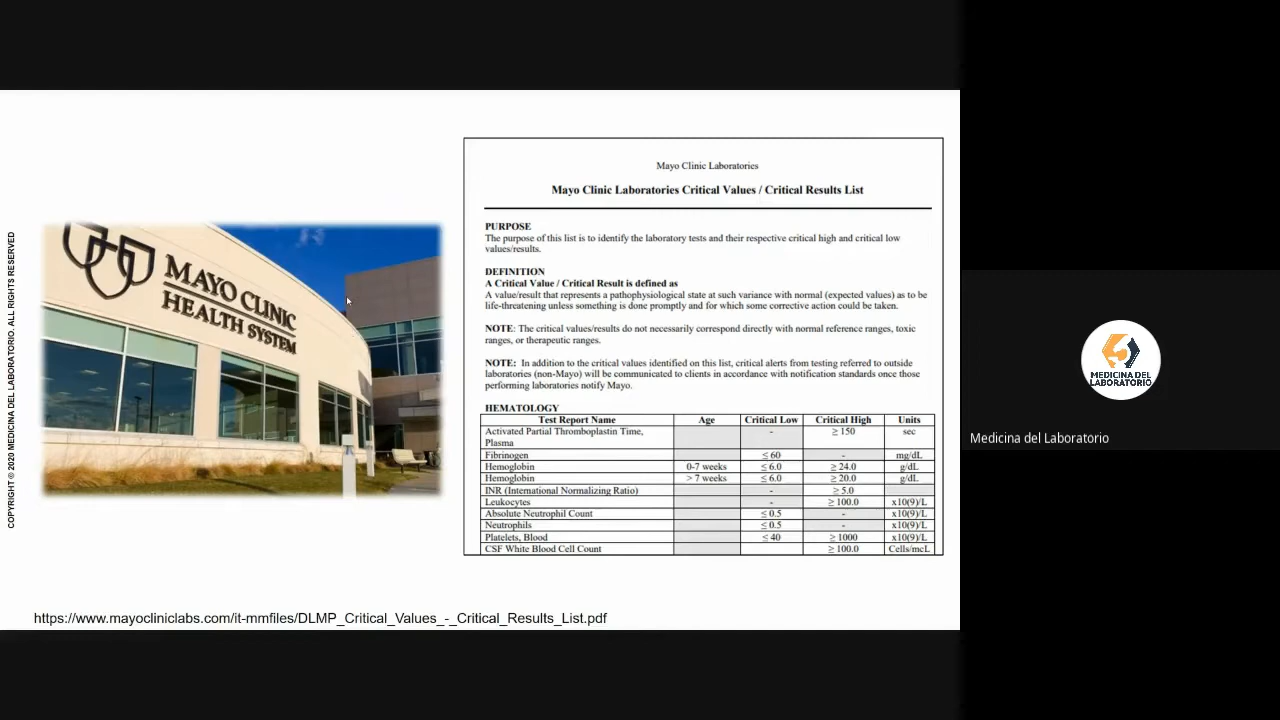 COPYRIGHT © 2020 MEDICINA DEL LABORATORIO. ALL RIGHTS RESERVED
MAYO CLINIC
HEALTH SYSTEM
Mayo Clinic Laboratories
Mayo Clinic Laboratories Critical Values / Critical Results List
PURPOSE
The purpose of this list is to identify the laboratory tests and their respective critical high and critical low
values/results.
DEFINITION
A Critical Value / Critical Result is defined as
A value/result that represents a pathophysiological state at such variance with normal (expected values) as to be
life-threatening unless something is done promptly and for which some corrective action could be taken.
NOTE: The critical values/results do not necessarily correspond directly with normal reference ranges, toxic
ranges, or therapeutic ranges.
NOTE: In addition to the critical values identified on this list, critical alerts from testing referred to outside
laboratories (non-Mayo) will be communicated to clients in accordance with notification standards once those
performing laboratories notify Mayo.
HEMATOLOGY
Test Report Name Age Critical Low Critical High Units
Activated Partial Thromboplastin Time, - ≥ 150 sec
Plasma
Fibrinogen ≤ 60 - mg/dL
Hemoglobin 0-7 weeks ≤ 6.0 ≥ 24.0 g/dL
Hemoglobin > 7 weeks ≤ 6.0 ≥ 20.0 g/dL
INR (International Normalizing Ratio) - ≥ 5.0
Leukocytes - ≥ 100.0 x10(9)/L
Absolute Neutrophil Count ≤ 0.5 - x10(9)/L
Neutrophils ≤ 0.5 - x10(9)/L
Platelets, Blood ≤ 40 ≥ 1000 x10(9)/L
CSF White Blood Cell Count ≥ 100.0 Cells/mcL
https://www.mayocliniclabs.com/it-mmfiles/DLMP_Critical_Values_-_Critical_Results_List.pdf
MEDICINA DEL
LABORATORIO
Medicina del Laboratorio